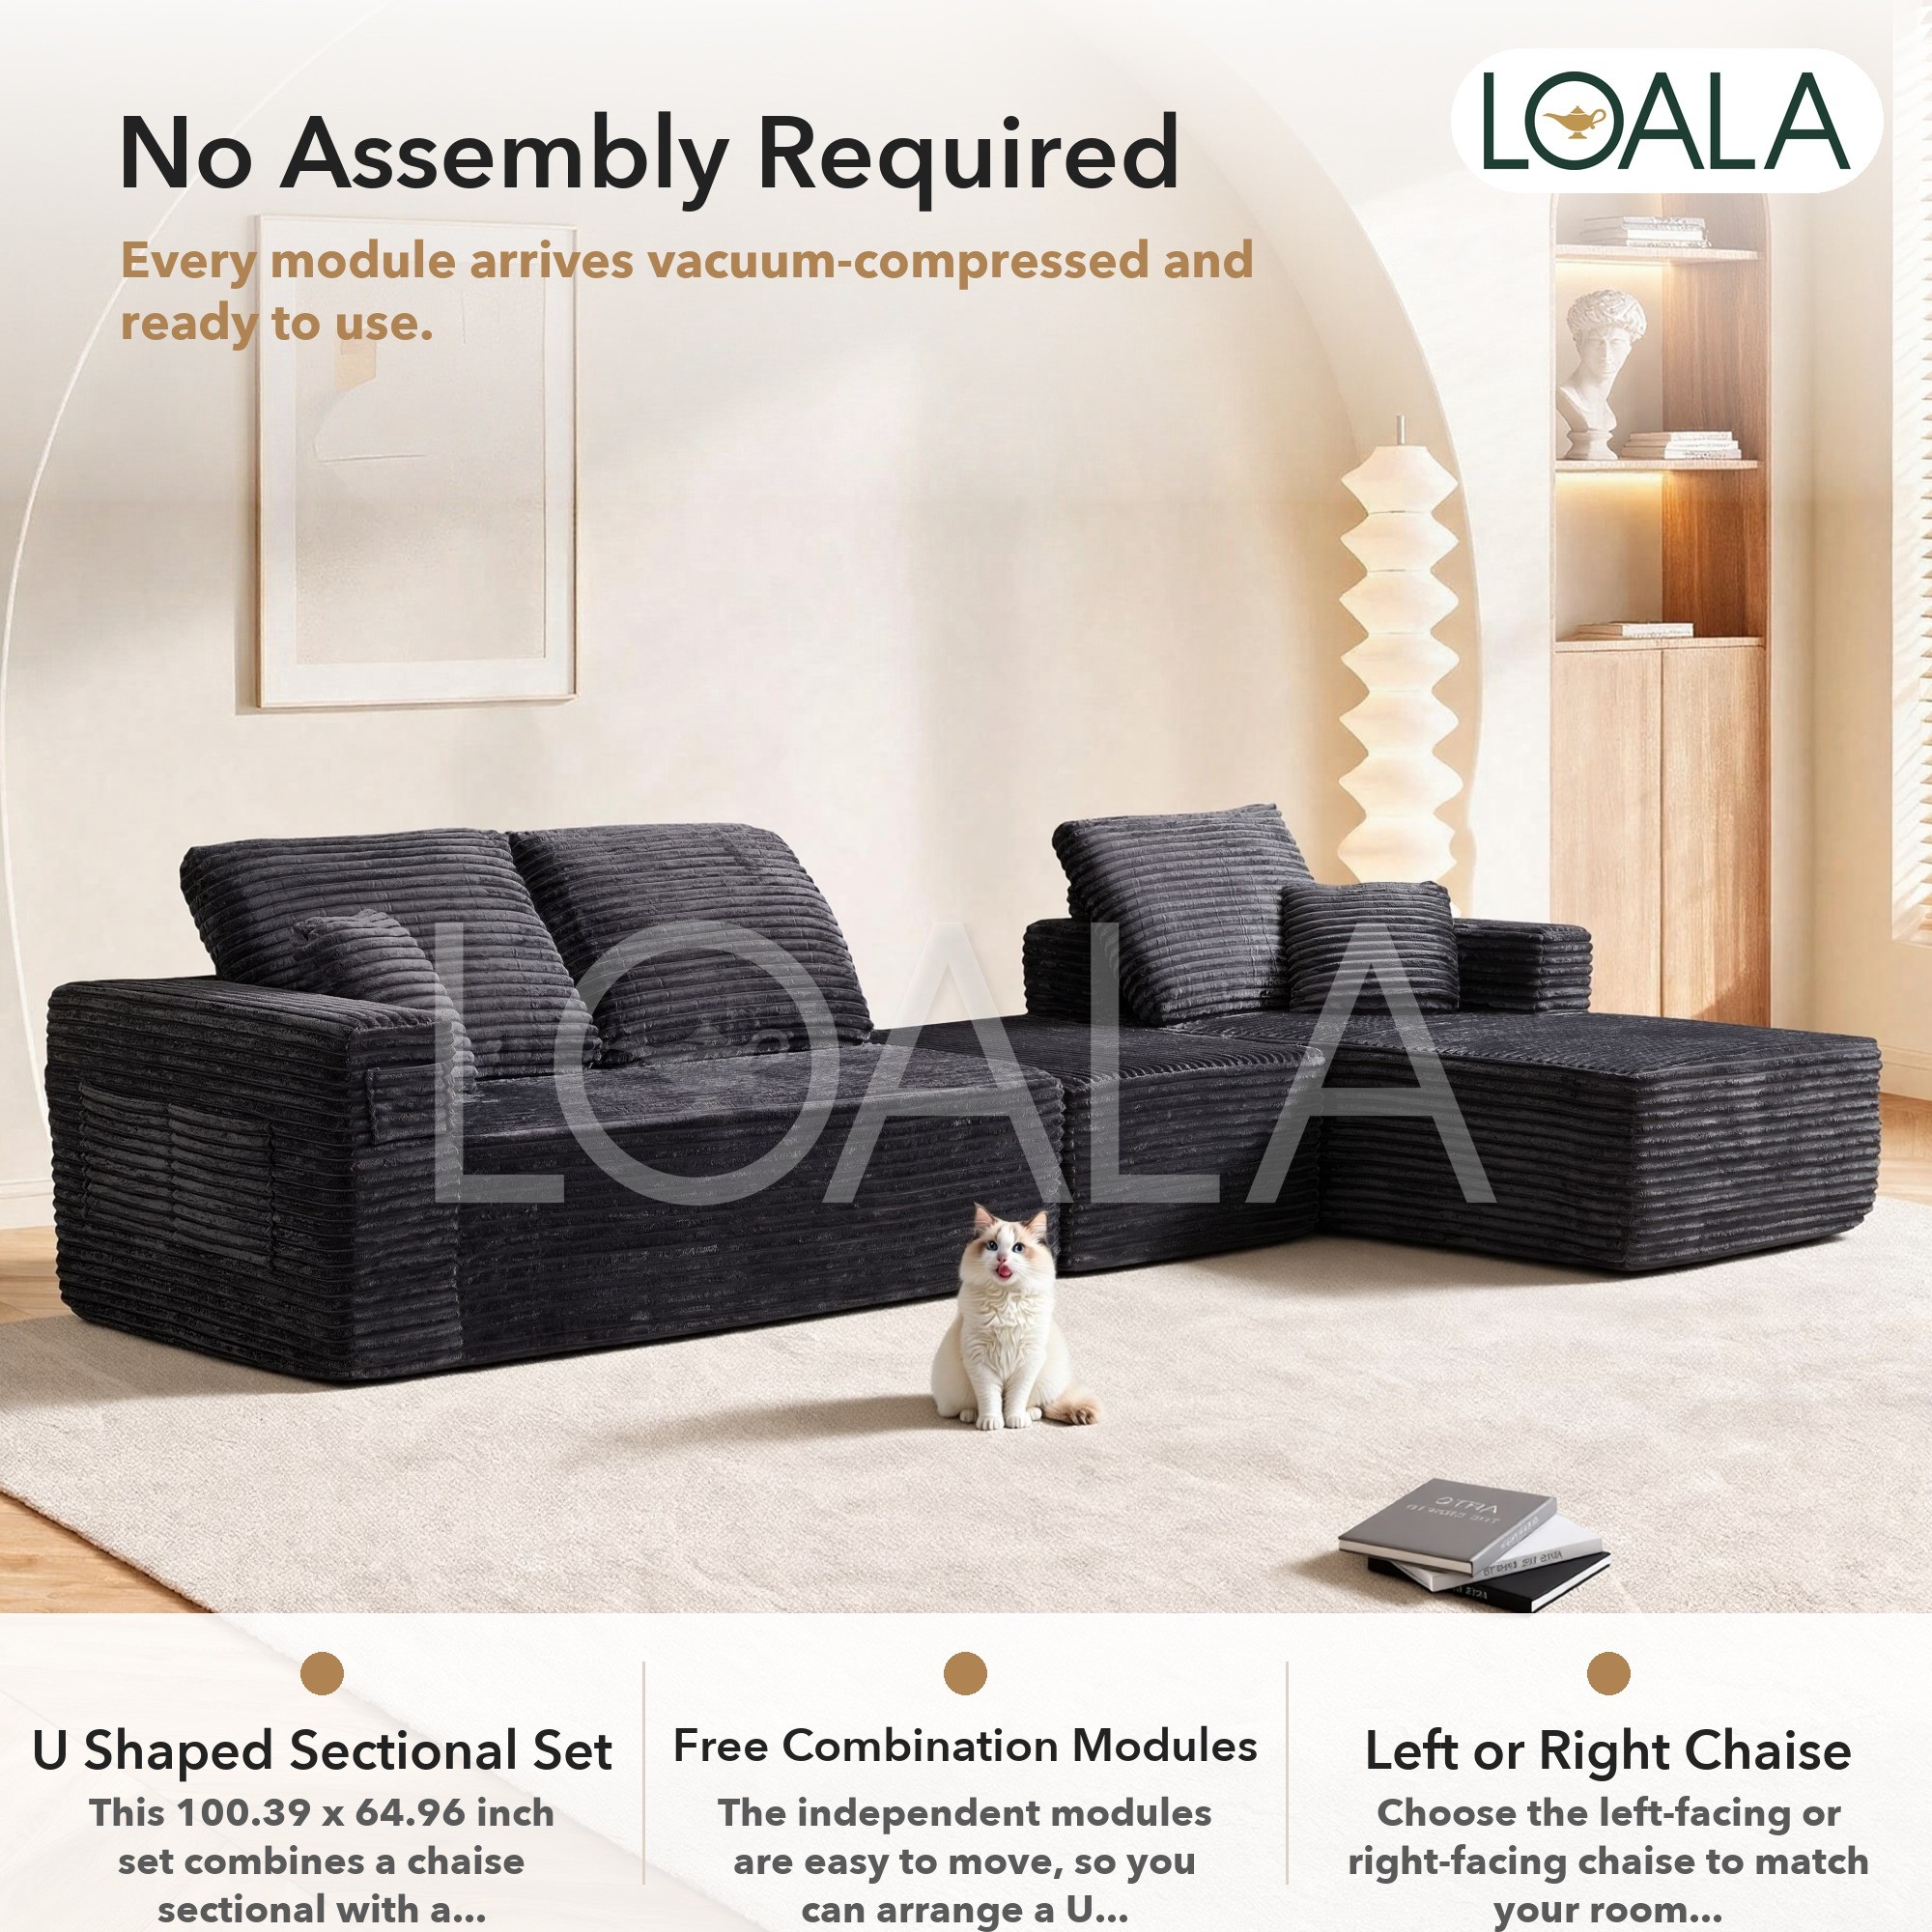 LOALA
No Assembly Required
Every module arrives vacuum-compressed and
ready to use.
LOALA
U Shaped Sectional Set
This 100.39 x 64.96 inch
set combines a chaise
sectional with a...
Free Combination Modules
The independent modules
are easy to move, so you
can arrange a U...
Left or Right Chaise
Choose the left-facing or
right-facing chaise to match
your room...